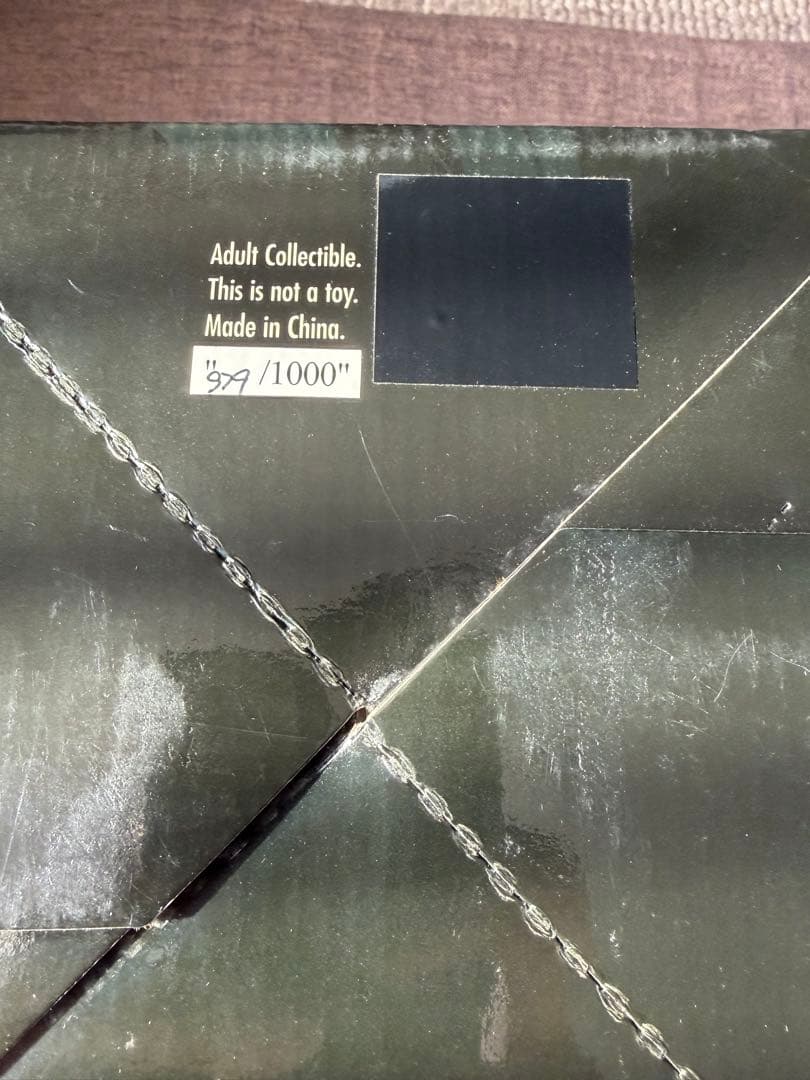 Adult Collectible.
This is not a toy.
Made in China.
"979 /1000"